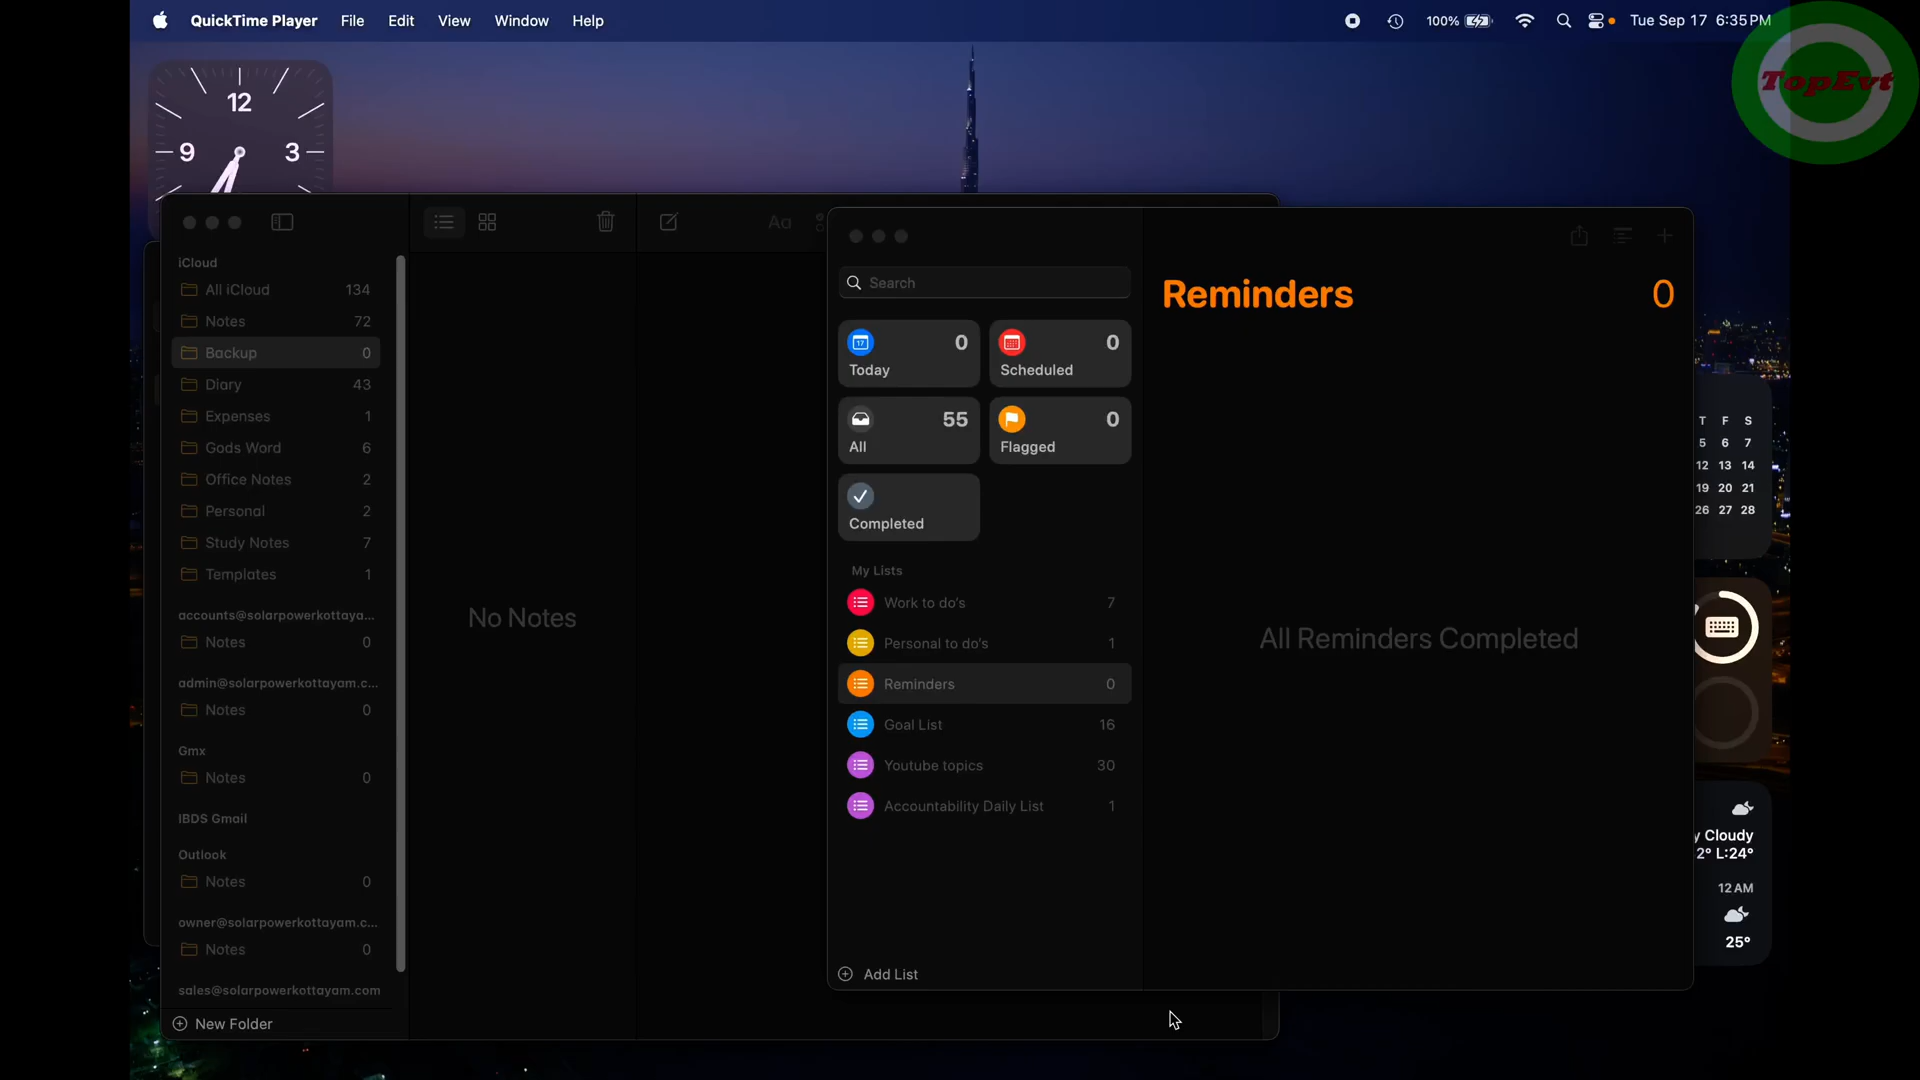 QuickTime Player File Edit View Window Help 100% Tue Sep 17 6:35 PM
TopEvt
12
9 3
iCloud
All iCloud 134
Notes 72
Backup 0
Diary 43
Expenses 1
Gods Word 6
Office Notes 2
Personal 2
Study Notes 7
Templates 1
accounts@solarpowerkottaya...
Notes 0
admin@solarpowerkottayam.c...
Notes 0
Gmx
Notes 0
IBDS Gmail
Outlook
Notes 0
owner@solarpowerkottayam.c...
Notes 0
sales@solarpowerkottayam.com
New Folder
Aa
No Notes
Search
17 0
Today
0
Scheduled
55
All
0
Flagged
Completed
My Lists
Work to do's 7
Personal to do's 1
Reminders 0
Goal List 16
Youtube topics 30
Accountability Daily List 1
Add List
Reminders 0
All Reminders Completed
T F S
5 6 7
12 13 14
19 20 21
26 27 28
y Cloudy
2° L:24°
12 AM
25°